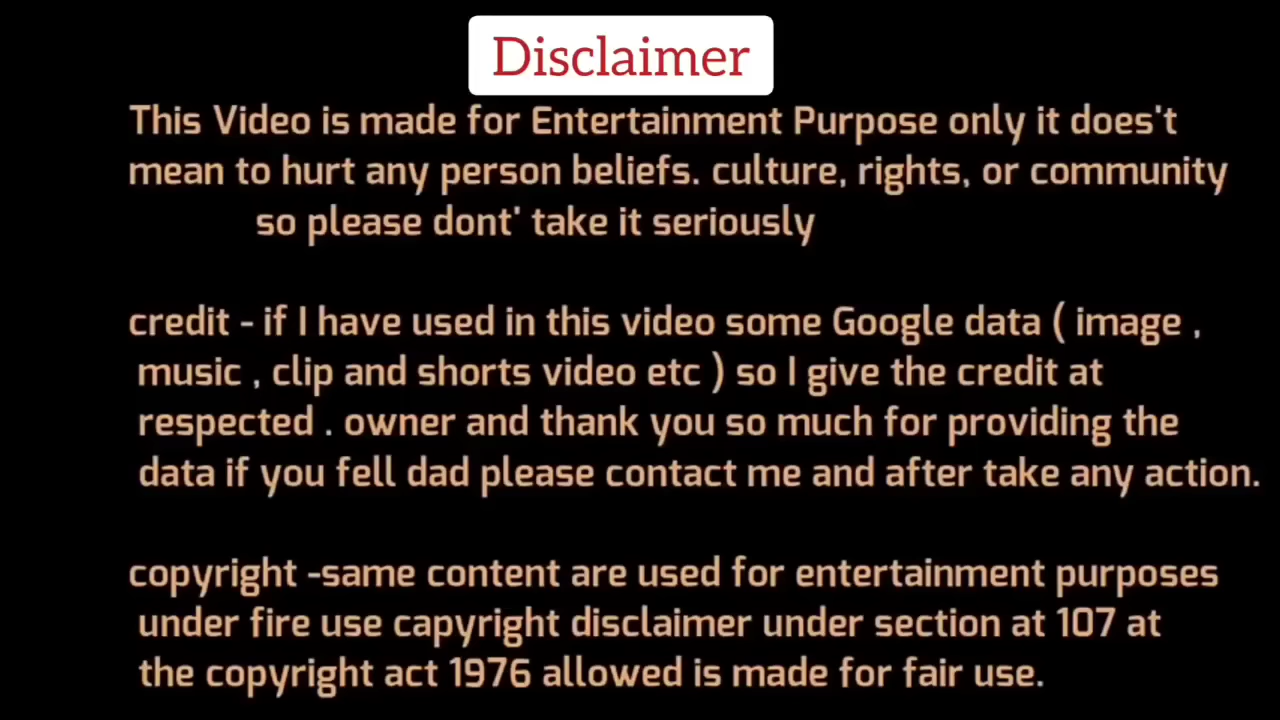 Disclaimer
This Video is made for Entertainment Purpose only it does't
mean to hurt any person beliefs. culture, rights, or community
so please dont' take it seriously
credit - if I have used in this video some Google data ( image ,
music , clip and shorts video etc ) so I give the credit at
respected . owner and thank you so much for providing the
data if you fell dad please contact me and after take any action.
copyright -same content are used for entertainment purposes
under fire use capyright disclaimer under section at 107 at
the copyright act 1976 allowed is made for fair use.